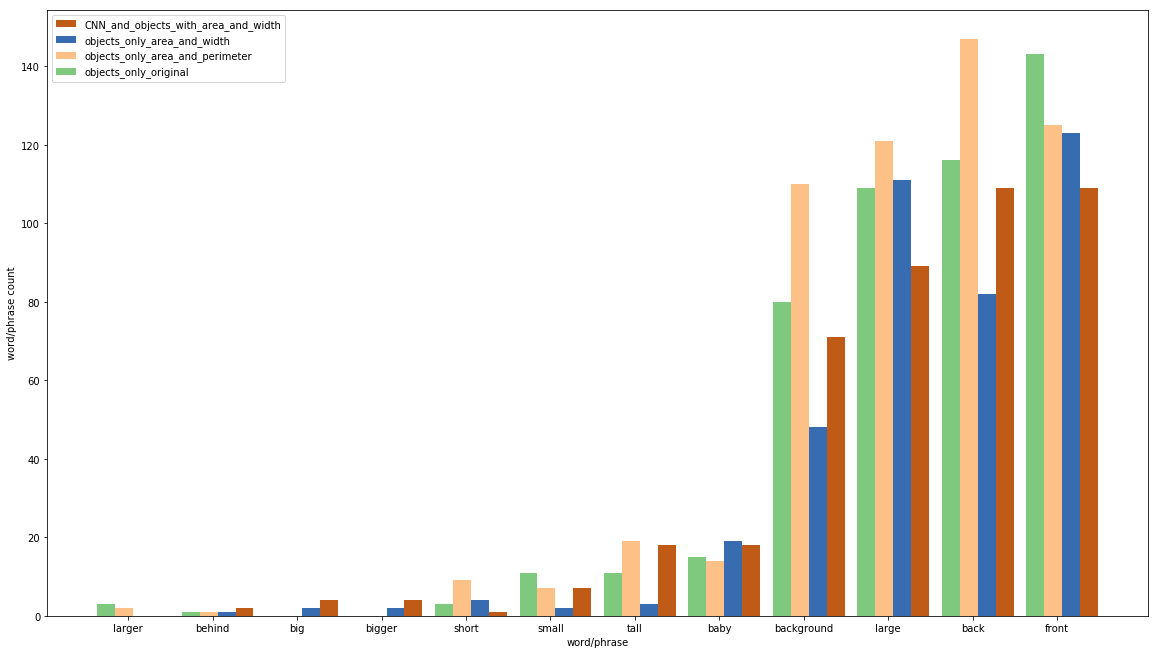 CNN_and_objects_with_area_and_width
objects_only_area_and_width
objects_only_area_and_perimeter
objects_only_original
word/phrase count
140
120
100
80
60
40
20
0
larger behind big bigger short small tall baby background large back front
word/phrase